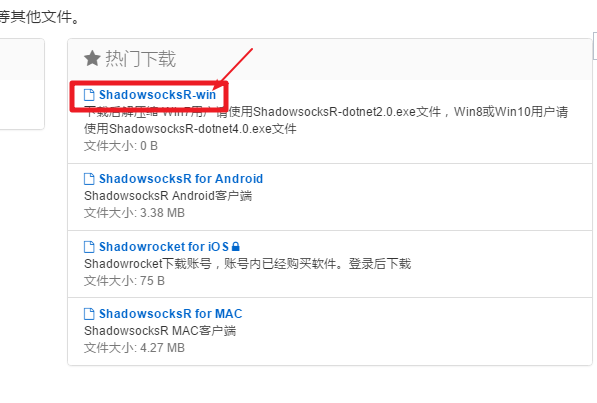 等其他文件。
热门下载
ShadowsocksR-win
下载后解压缩 Win7用户请使用ShadowsocksR-dotnet2.0.exe文件，Win8或Win10用户请
使用ShadowsocksR-dotnet4.0.exe文件
文件大小: 0 B
ShadowsocksR for Android
ShadowsocksR Android客户端
文件大小: 3.38 MB
Shadowrocket for iOS
Shadowrocket下载账号，账号内已经购买软件。登录后下载
文件大小: 75 B
ShadowsocksR for MAC
ShadowsocksR MAC客户端
文件大小: 4.27 MB